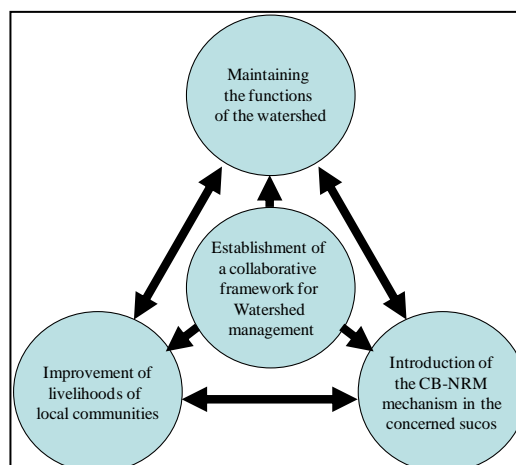 Maintaining
the functions
of the watershed
Establishment of
a collaborative
framework for
Watershed
management
Improvement of
livelihoods of
local communities
Introduction of
the CB-NRM
mechanism in the
concerned sucos